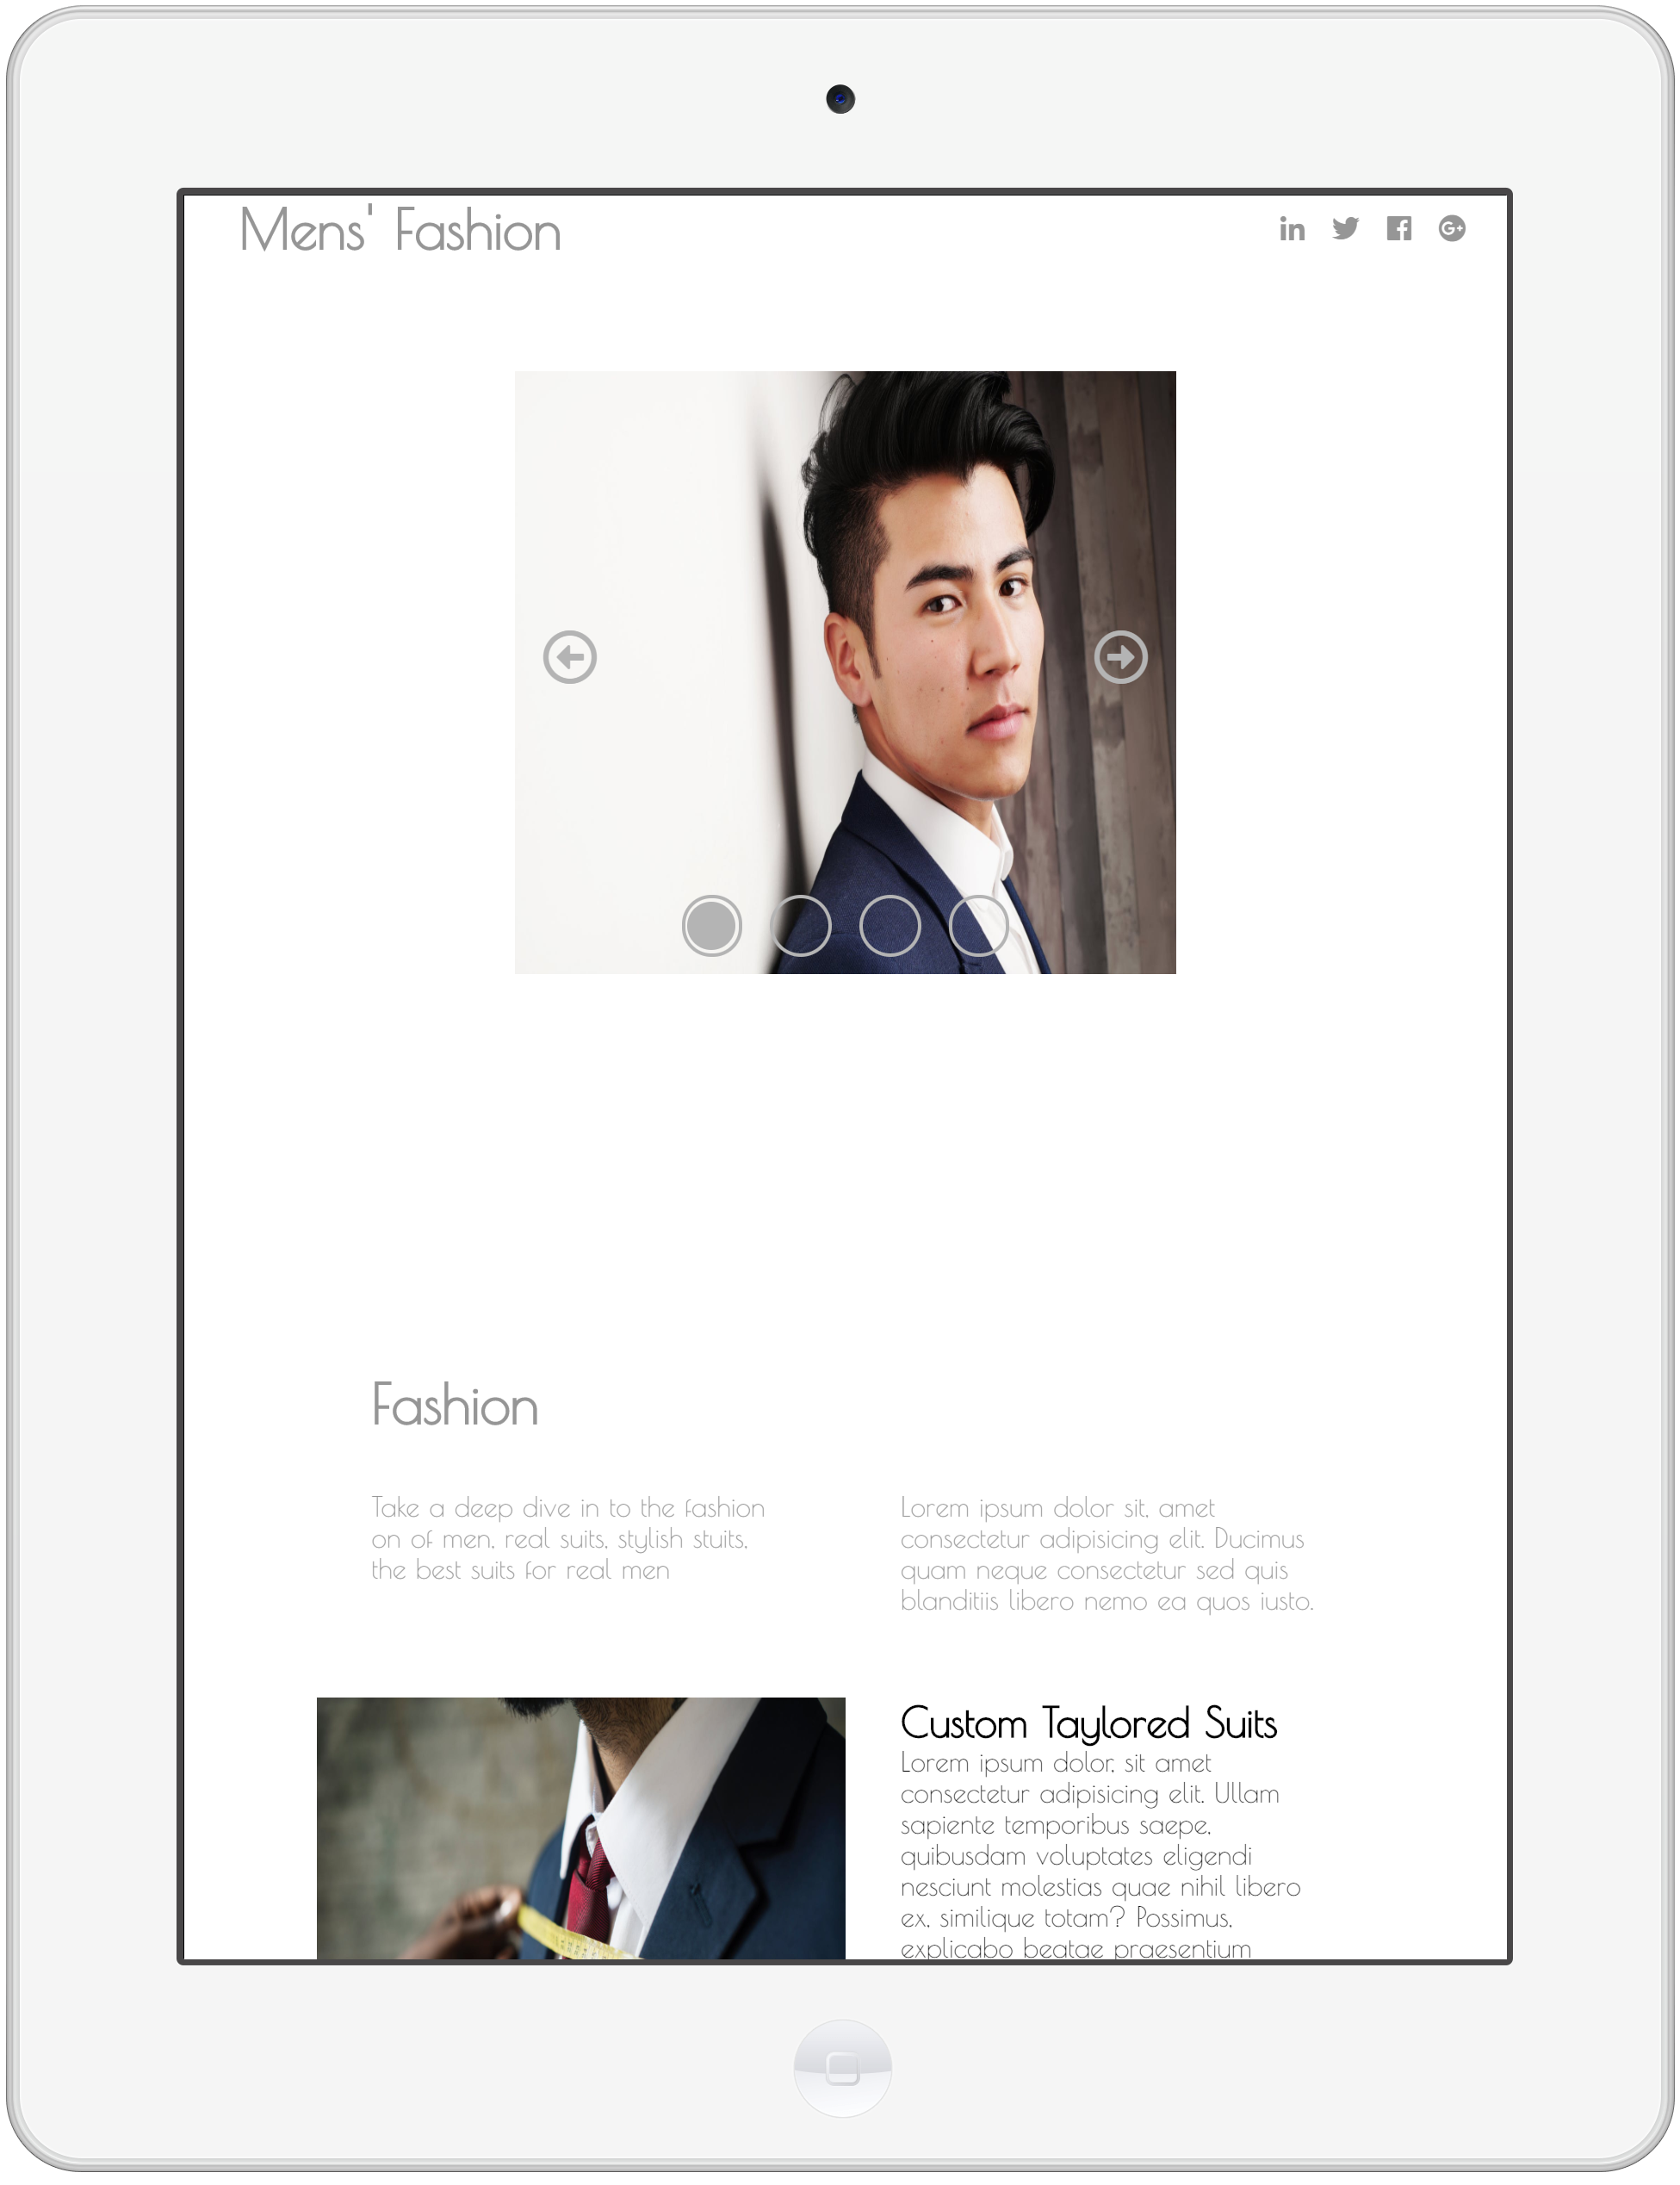 Mens' Fashion
in
G+
Fashion
Take a deep dive in to the fashion
on of men, real suits, stylish stuits,
the best suits for real men
Lorem ipsum dolor sit, amet
consectetur adipisicing elit. Ducimus
quam neque consectetur sed quis
blanditiis libero nemo ea quos iusto.
Custom Taylored Suits
Lorem ipsum dolor, sit amet
consectetur adipisicing elit. Ullam
sapiente temporibus saepe,
quibusdam voluptates eligendi
nesciunt molestias quae nihil libero
ex, similique totam? Possimus,
explicabo beatae praesentium